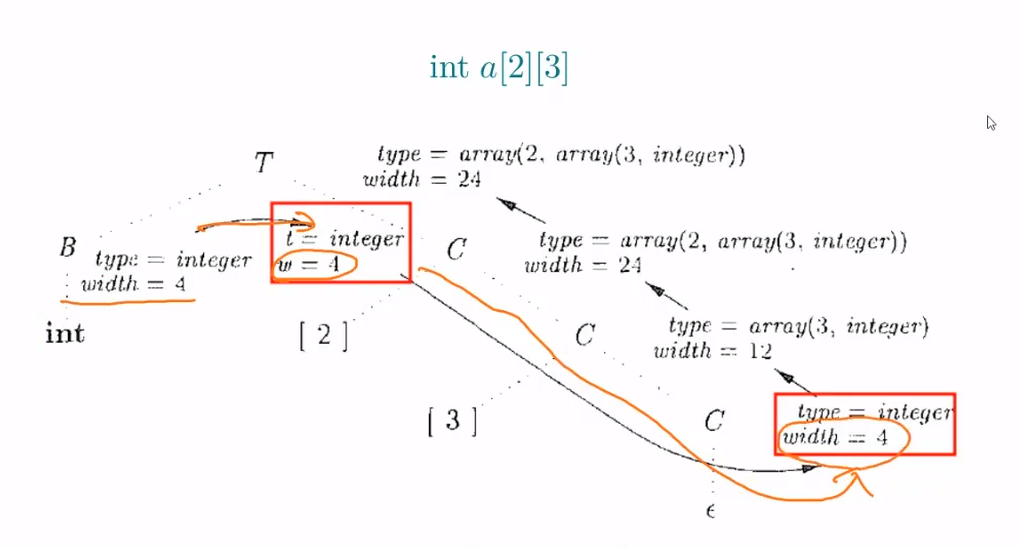 int a[2][3]
T
type = array(2, array(3, integer))
width = 24
B
type = integer
width = 4
int
t = integer
w = 4
C
type = array(2, array(3, integer))
width = 24
[ 2 ]
C
type = array(3, integer)
width = 12
[ 3 ]
C
type = integer
width = 4
ϵ